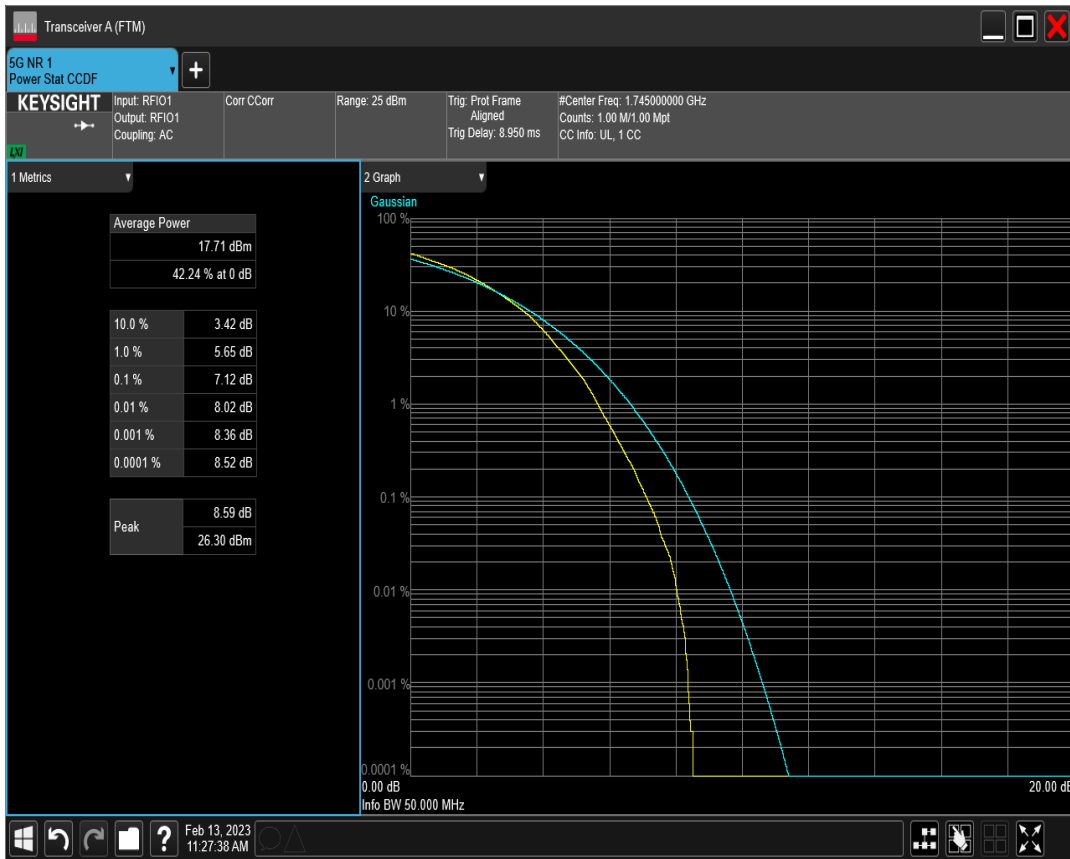 Transceiver A (FTM)
5G NR 1
Power Stat CCDF
+
KEYSIGHT
LXI
Input: RFIO1
Output: RFIO1
Coupling: AC
Corr CCorr
Range: 25 dBm
Trig: Prot Frame
Aligned
Trig Delay: 8.950 ms
#Center Freq: 1.745000000 GHz
Counts: 1.00 M/1.00 Mpt
CC Info: UL, 1 CC
1 Metrics
Average Power
17.71 dBm
42.24 % at 0 dB
10.0 % 3.42 dB
1.0 % 5.65 dB
0.1 % 7.12 dB
0.01 % 8.02 dB
0.001 % 8.36 dB
0.0001 % 8.52 dB
Peak 8.59 dB
26.30 dBm
2 Graph
Gaussian
100 %
10 %
1 %
0.1 %
0.01 %
0.001 %
0.0001 %
0.00 dB 20.00 dB
Info BW 50.000 MHz
? Feb 13, 2023
11:27:38 AM